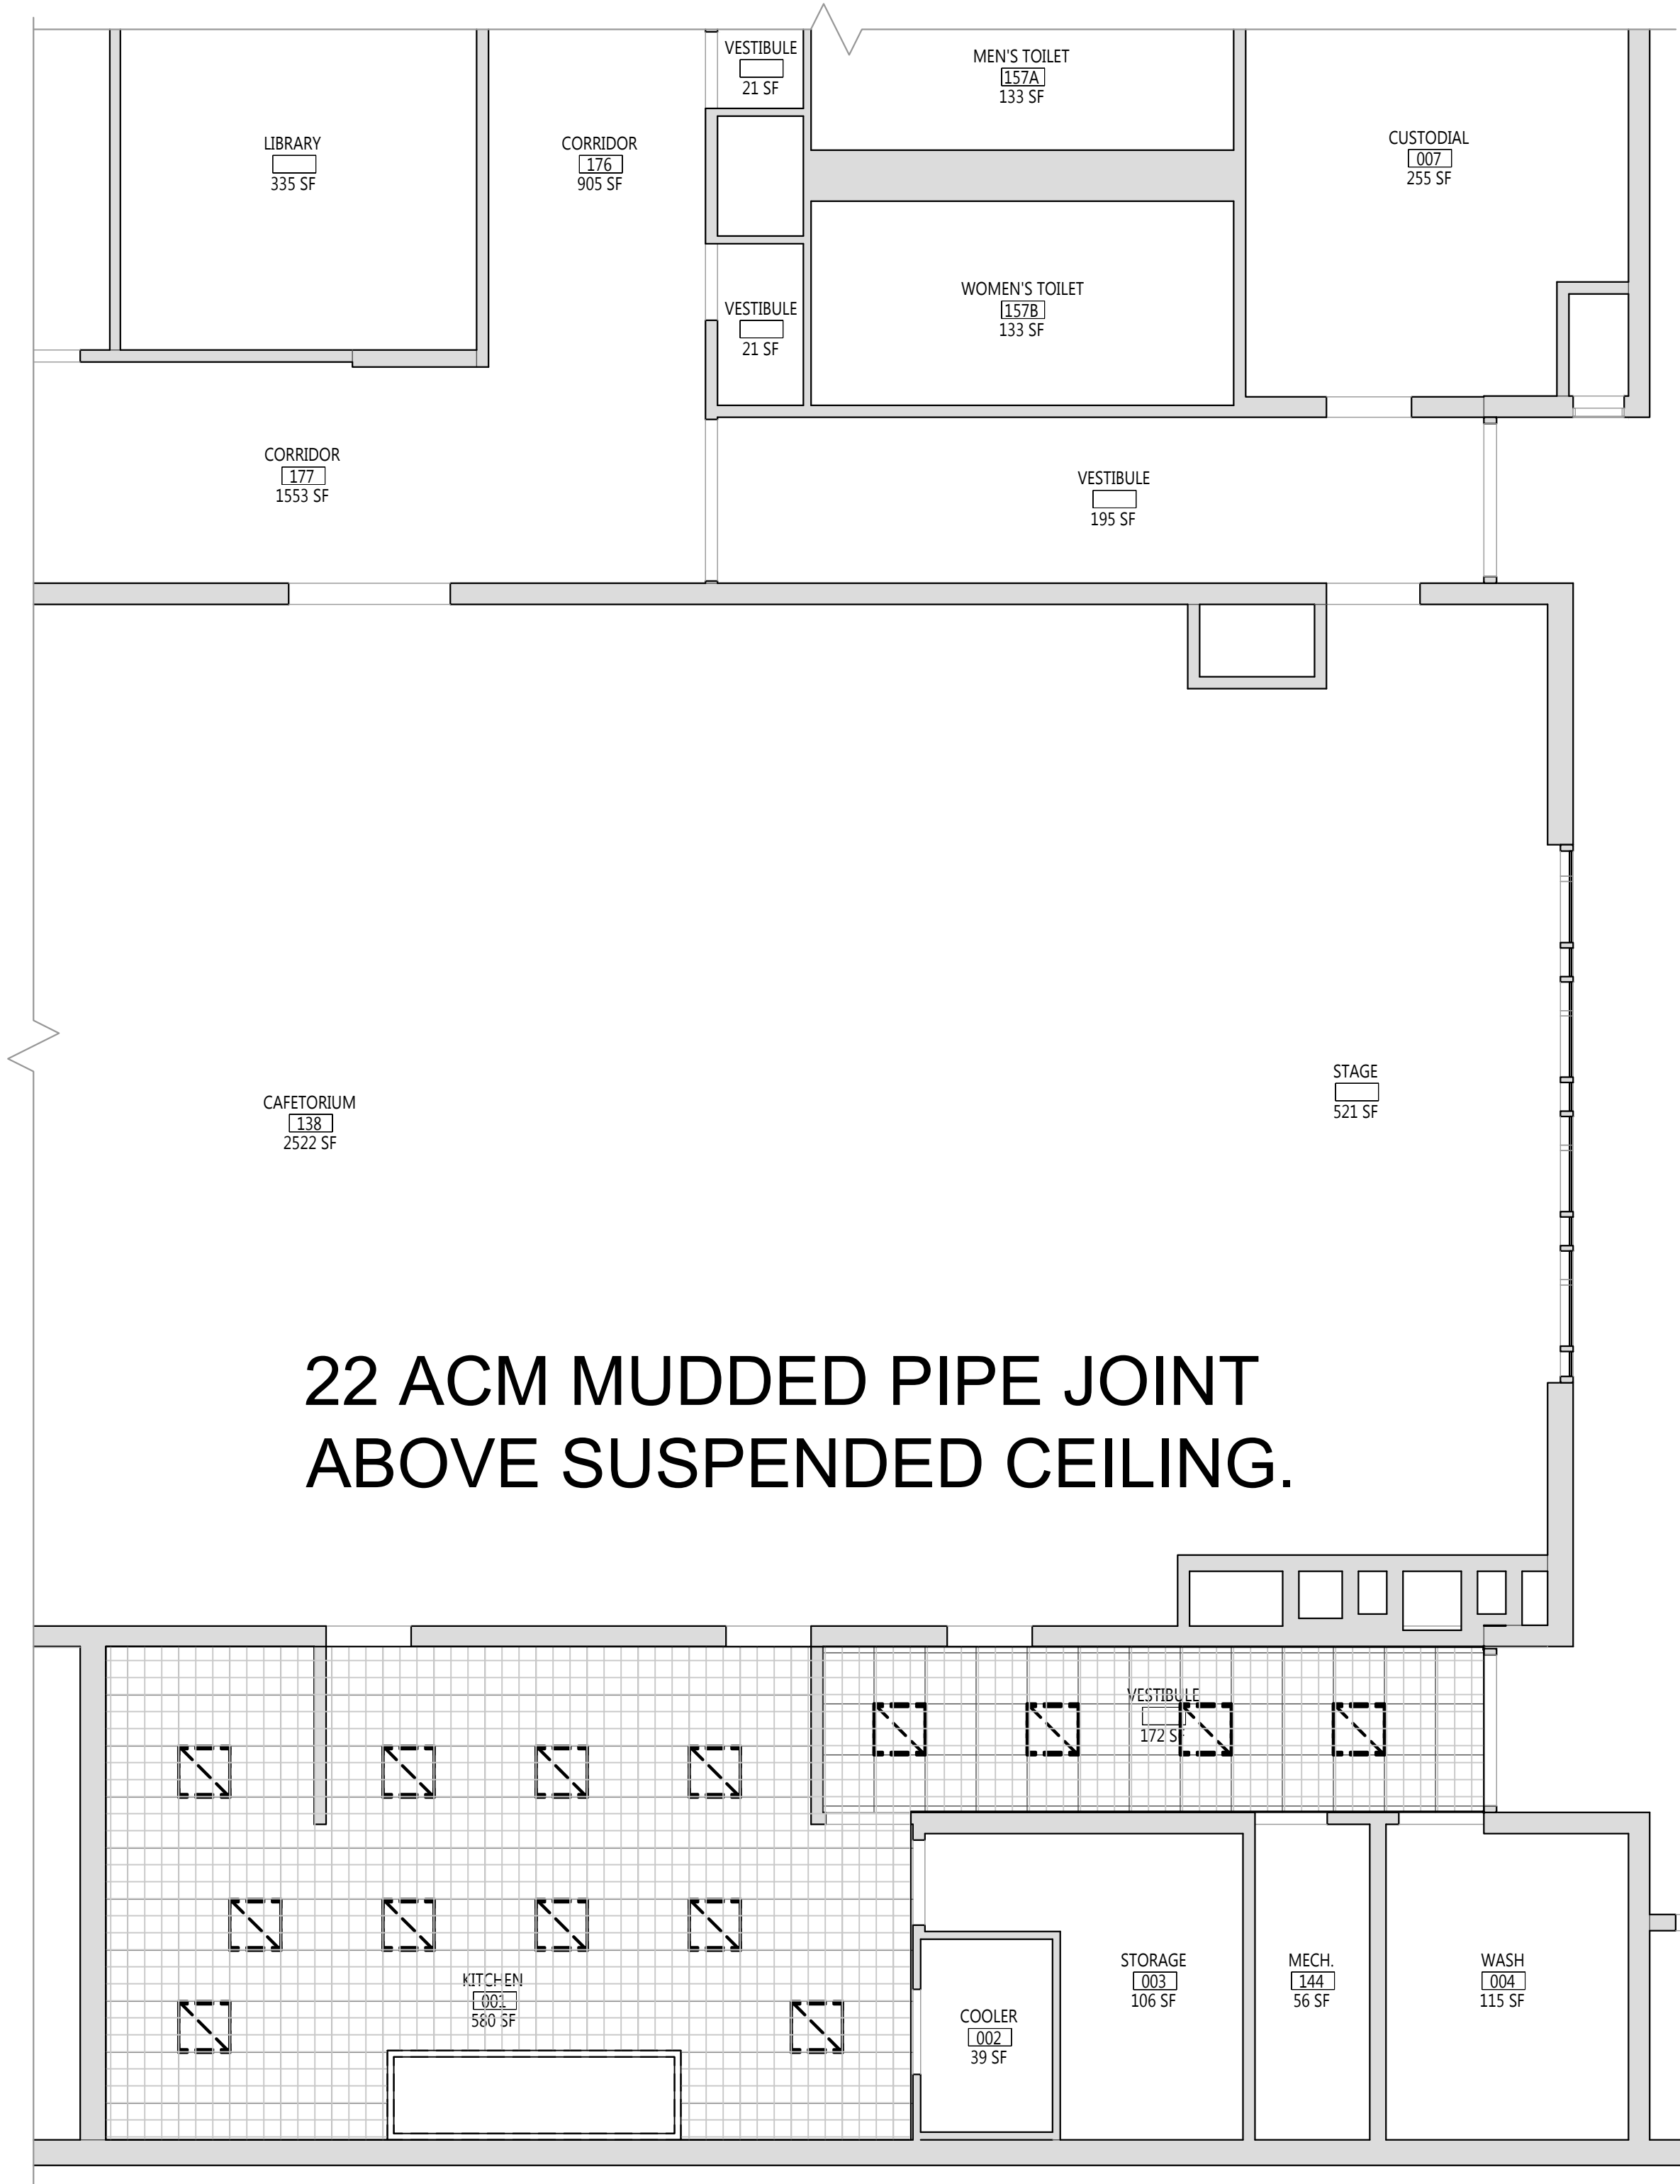 VESTIBULE
21 SF
MEN'S TOILET
157A
133 SF
LIBRARY
335 SF
CORRIDOR
176
905 SF
CUSTODIAL
007
255 SF
VESTIBULE
21 SF
WOMEN'S TOILET
157B
133 SF
CORRIDOR
177
1553 SF
VESTIBULE
195 SF
CAFETORIUM
138
2522 SF
STAGE
521 SF
22 ACM MUDDED PIPE JOINT
ABOVE SUSPENDED CEILING.
VESTIBULE
172 SF
KITCHEN
001
580 SF
COOLER
002
39 SF
STORAGE
003
106 SF
MECH.
144
56 SF
WASH
004
115 SF